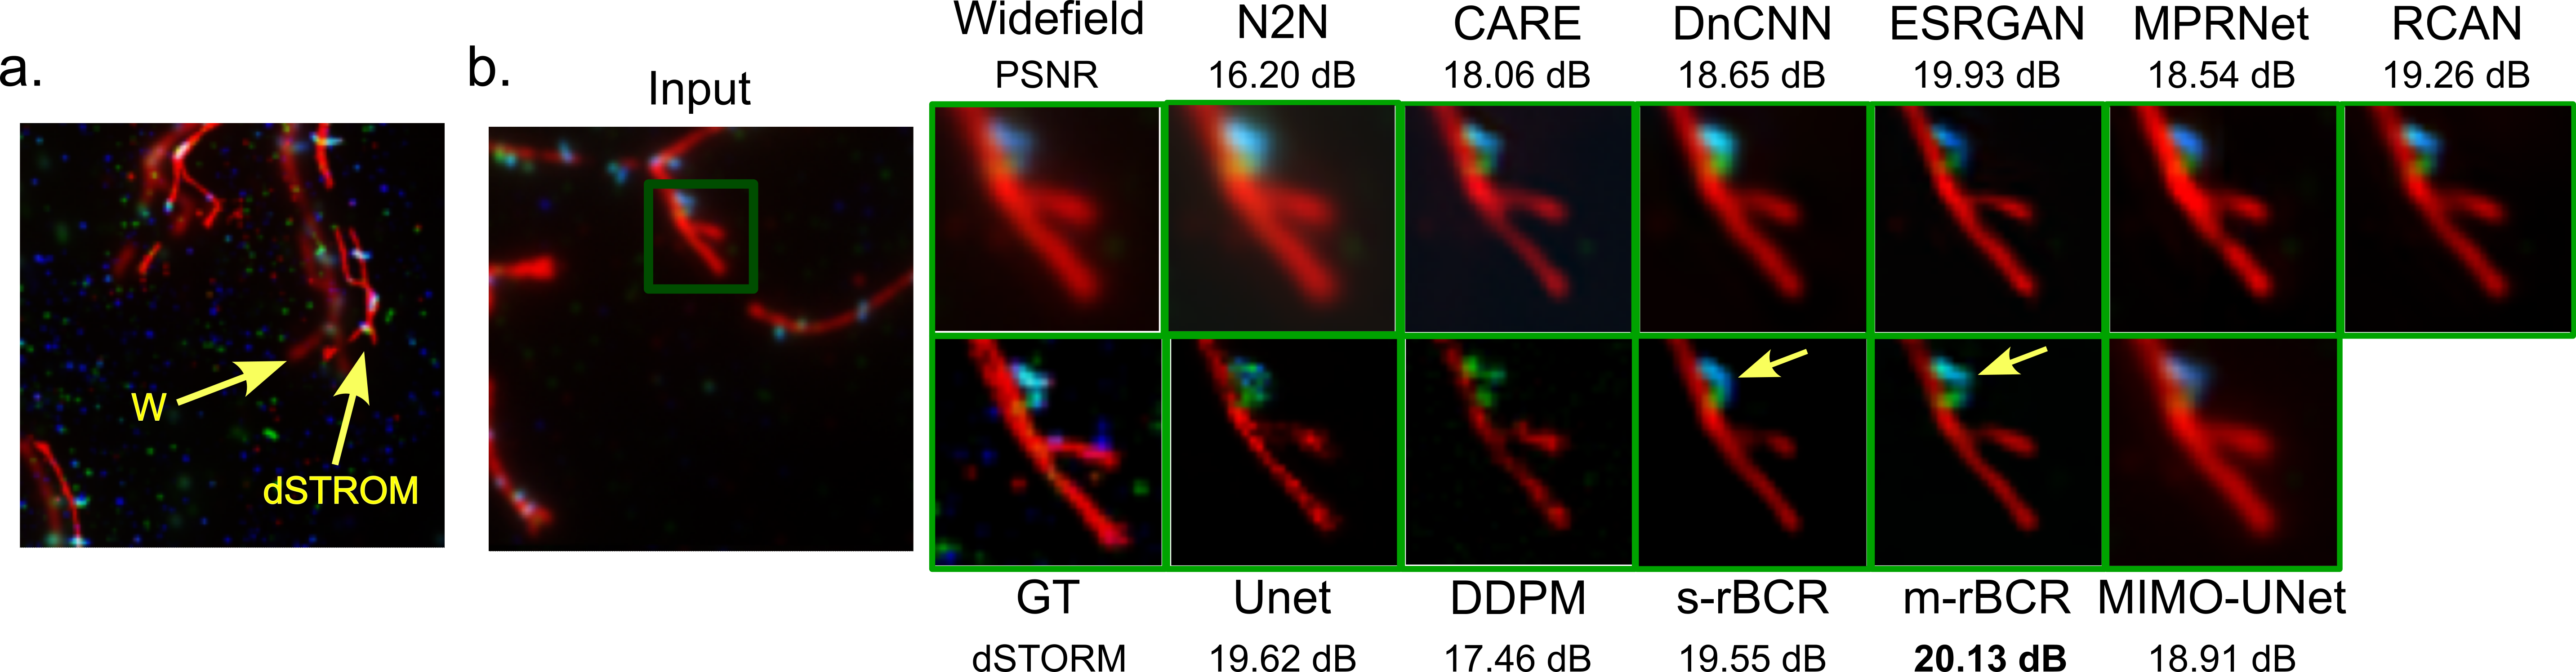 a.
W
dSTROM
b.
Input
Widefield N2N CARE DnCNN ESRGAN MPRNet RCAN
PSNR 16.20 dB 18.06 dB 18.65 dB 19.93 dB 18.54 dB 19.26 dB
GT Unet DDPM s-rBCR m-rBCR MIMO-UNet
dSTORM 19.62 dB 17.46 dB 19.55 dB 20.13 dB 18.91 dB